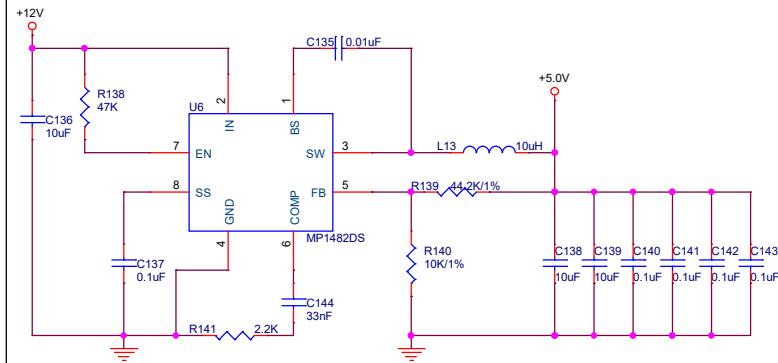 +12V
C135
0.01uF
+5.0V
R138
47K
C136
10uF
U6
2
1
IN
BS
7
EN
SW
3
L13
10uH
8
SS
FB
5
R139
44.2K/1%
GND
COMP
4
6
MP1482DS
R140
10K/1%
C137
0.1uF
C138
10uF
C139
10uF
C140
0.1uF
C141
0.1uF
C142
0.1uF
C143
0.1uF
C144
33nF
R141
2.2K